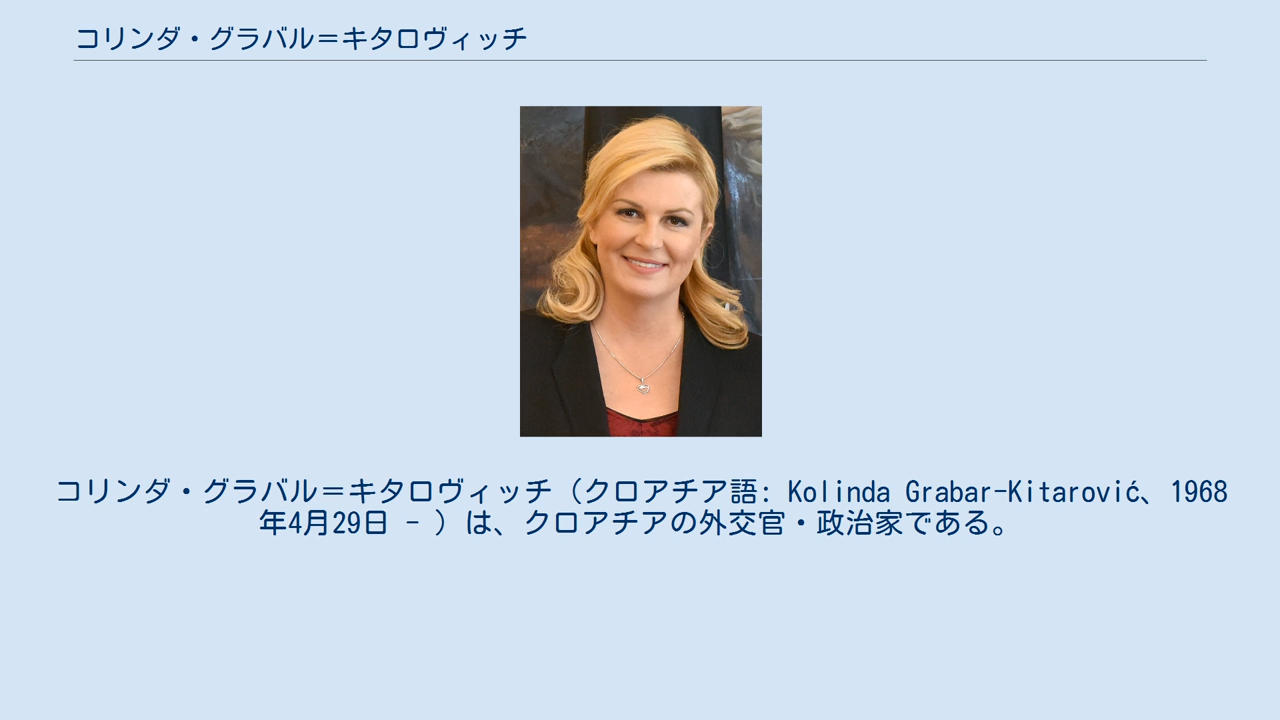 コリンダ・グラバル＝キタロヴィッチ
コリンダ・グラバル＝キタロヴィッチ（クロアチア語: Kolinda Grabar-Kitarović、1968
年4月29日 - ）は、クロアチアの外交官・政治家である。